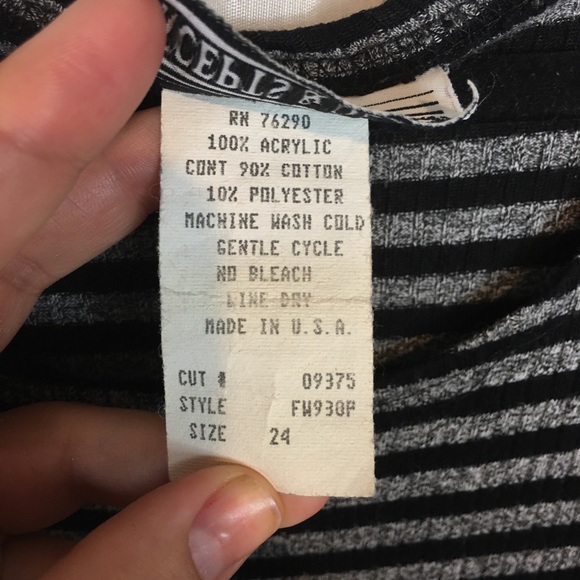 RN 76290
100% ACRYLIC
CONT 90% COTTON
10% POLYESTER
MACHINE WASH COLD
GENTLE CYCLE
NO BLEACH
LINE DRY
MADE IN U.S.A.
CUT # 09375
STYLE FW930P
SIZE 24